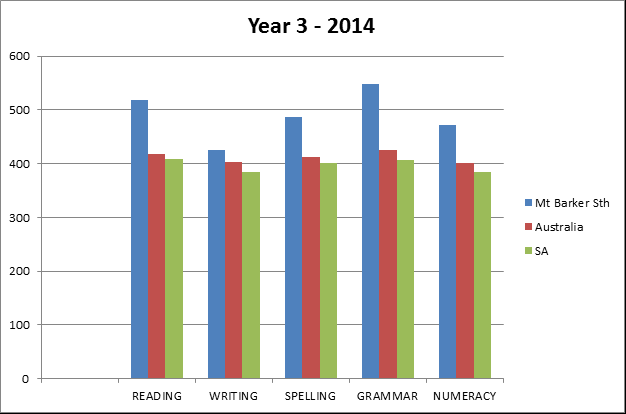 Year 3 - 2014
600
500
400
300
200
100
0
READING WRITING SPELLING GRAMMAR NUMERACY
Mt Barker Sth
Australia
SA